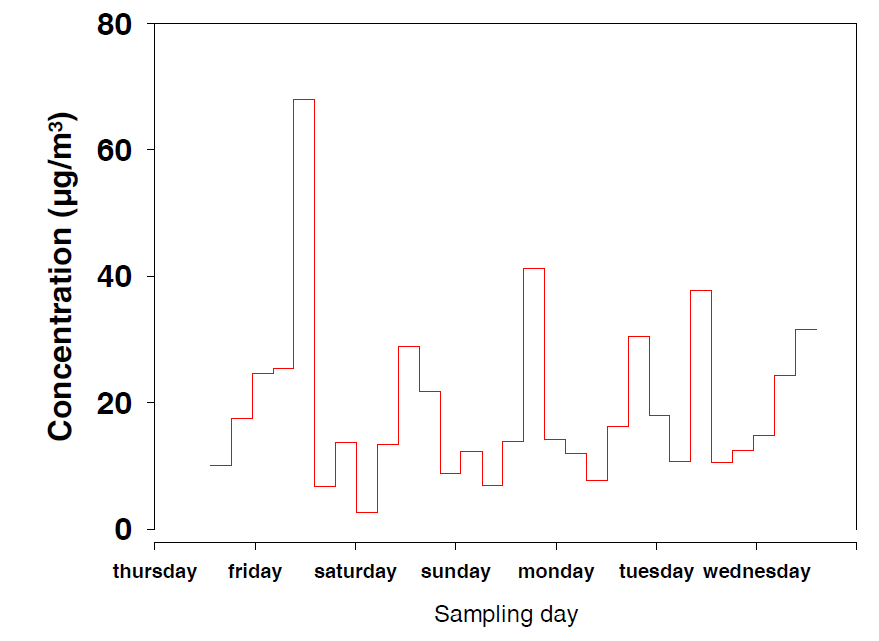 80
60
40
20
0
Concentration (µg/m³)
thursday friday saturday sunday monday tuesday wednesday
Sampling day